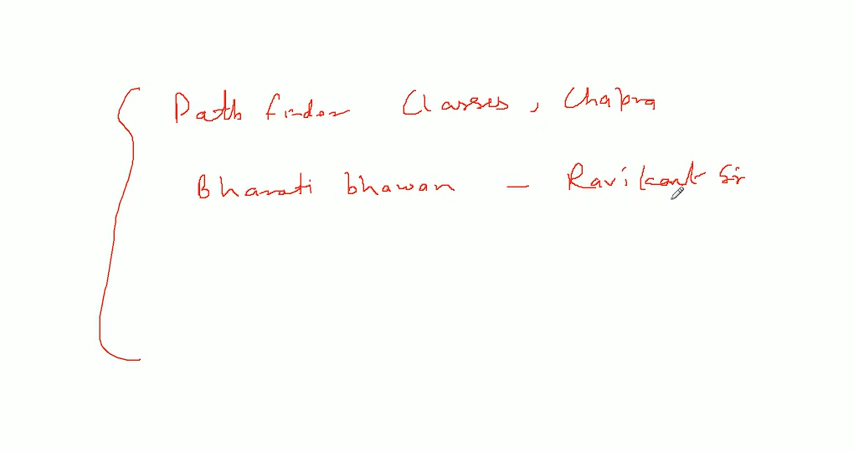 Path finder Classes, Chapra
Bharati bhawan - Ravikant Sir